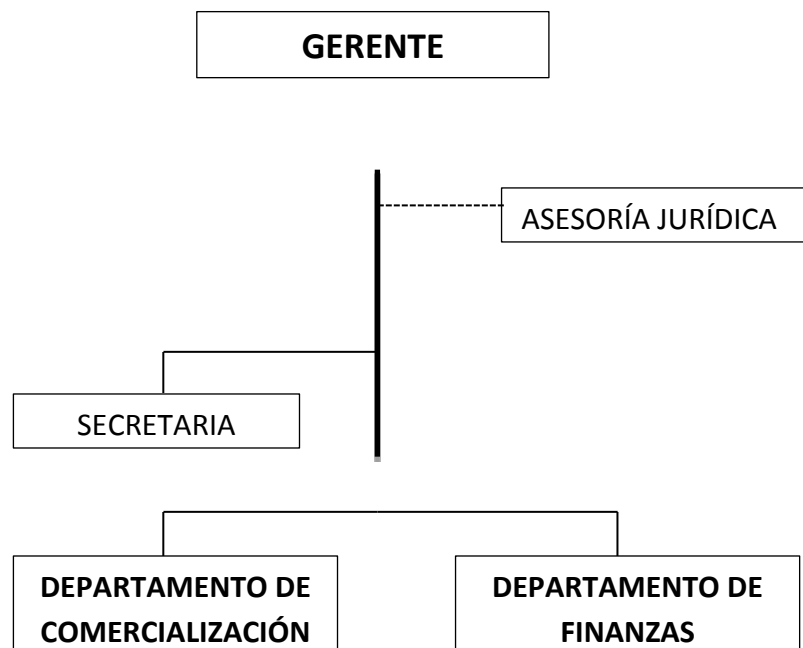 GERENTE
ASESORÍA JURÍDICA
SECRETARIA
DEPARTAMENTO DE
COMERCIALIZACIÓN
DEPARTAMENTO DE
FINANZAS